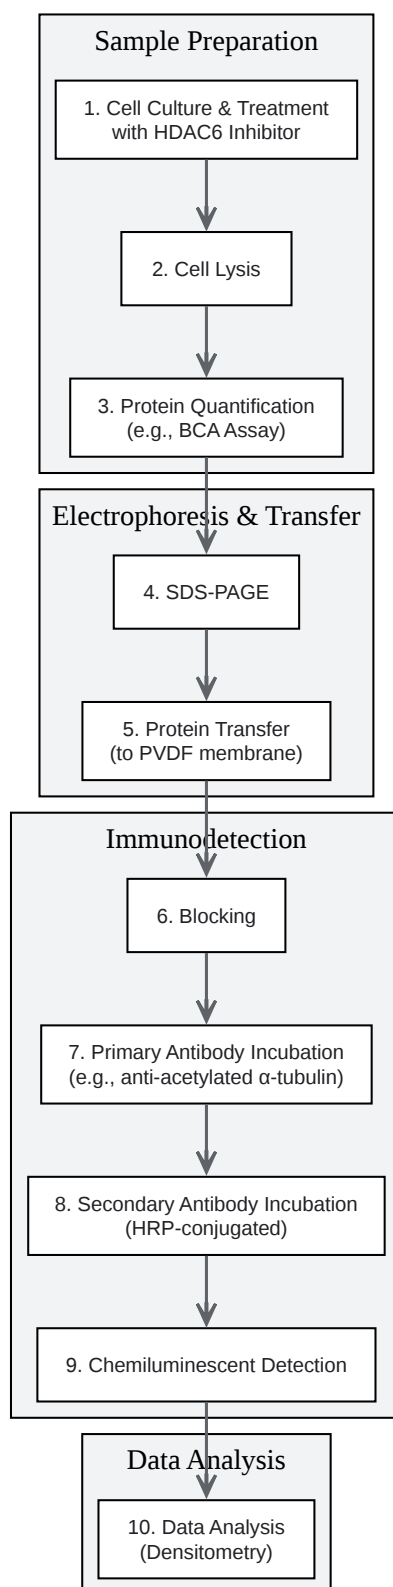 Sample Preparation
1. Cell Culture & Treatment
with HDAC6 Inhibitor
2. Cell Lysis
3. Protein Quantification
(e.g., BCA Assay)
Electrophoresis & Transfer
4. SDS-PAGE
5. Protein Transfer
(to PVDF membrane)
Immunodetection
6. Blocking
7. Primary Antibody Incubation
(e.g., anti-acetylated α-tubulin)
8. Secondary Antibody Incubation
(HRP-conjugated)
9. Chemiluminescent Detection
Data Analysis
10. Data Analysis
(Densitometry)